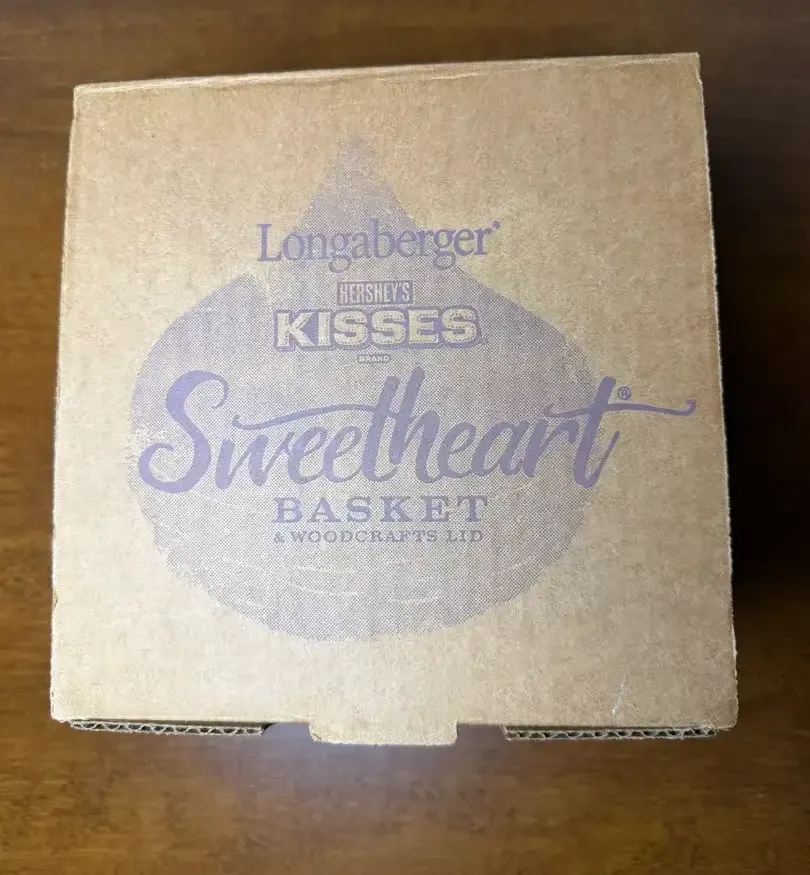 Longaberger®
HERSHEY'S
KISSES
BRAND
Sweetheart®
BASKET
& WOODCRAFTS LID